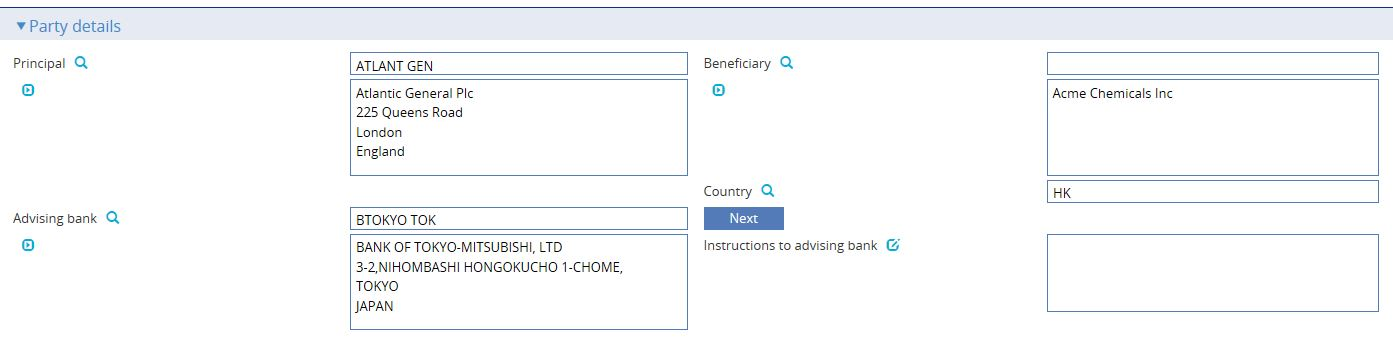 Party details
Principal
ATLANT GEN
Atlantic General Plc
225 Queens Road
London
England
Beneficiary
Acme Chemicals Inc
Country
HK
Advising bank
BTOKYO TOK
BANK OF TOKYO-MITSUBISHI, LTD
3-2,NIHOMBASHI HONGOKUCHO 1-CHOME,
TOKYO
JAPAN
Next
Instructions to advising bank